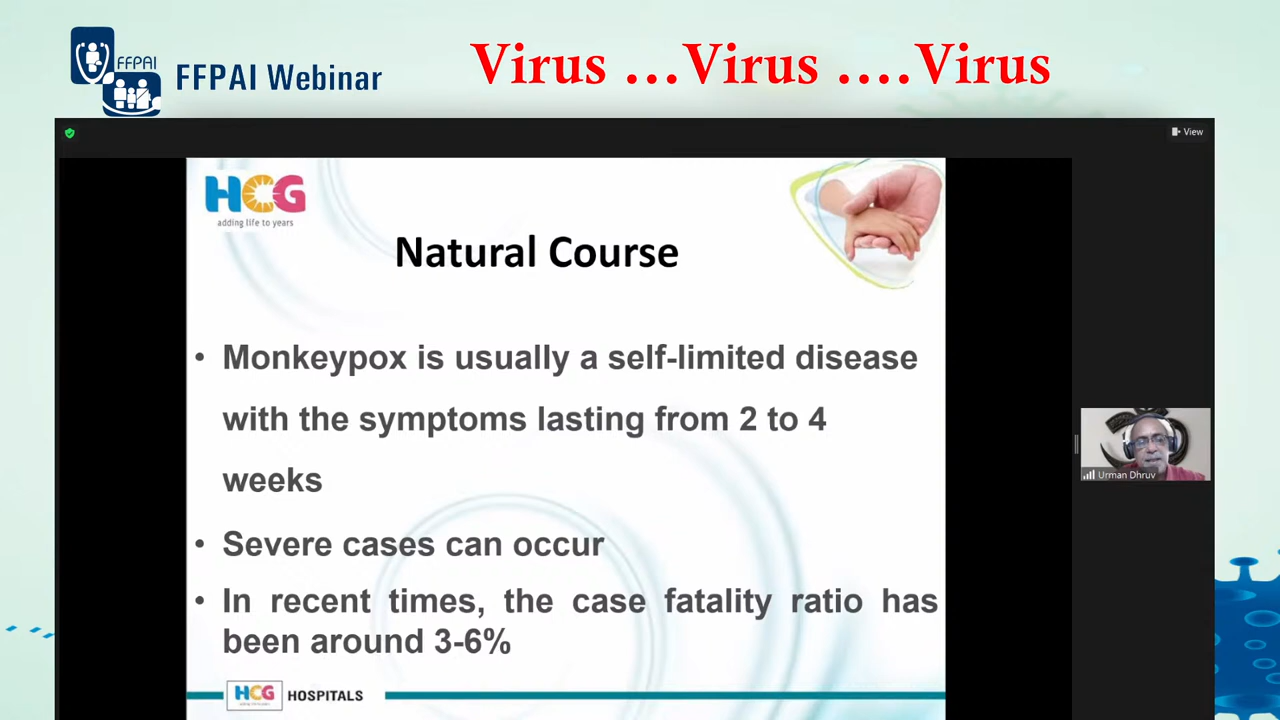 FFPAI
FFPAI Webinar
Virus ...Virus ....Virus
View
HCG
adding life to years
Natural Course
• Monkeypox is usually a self-limited disease
with the symptoms lasting from 2 to 4
weeks
• Severe cases can occur
• In recent times, the case fatality ratio has
been around 3-6%
Urman Dhruv
HCG HOSPITALS